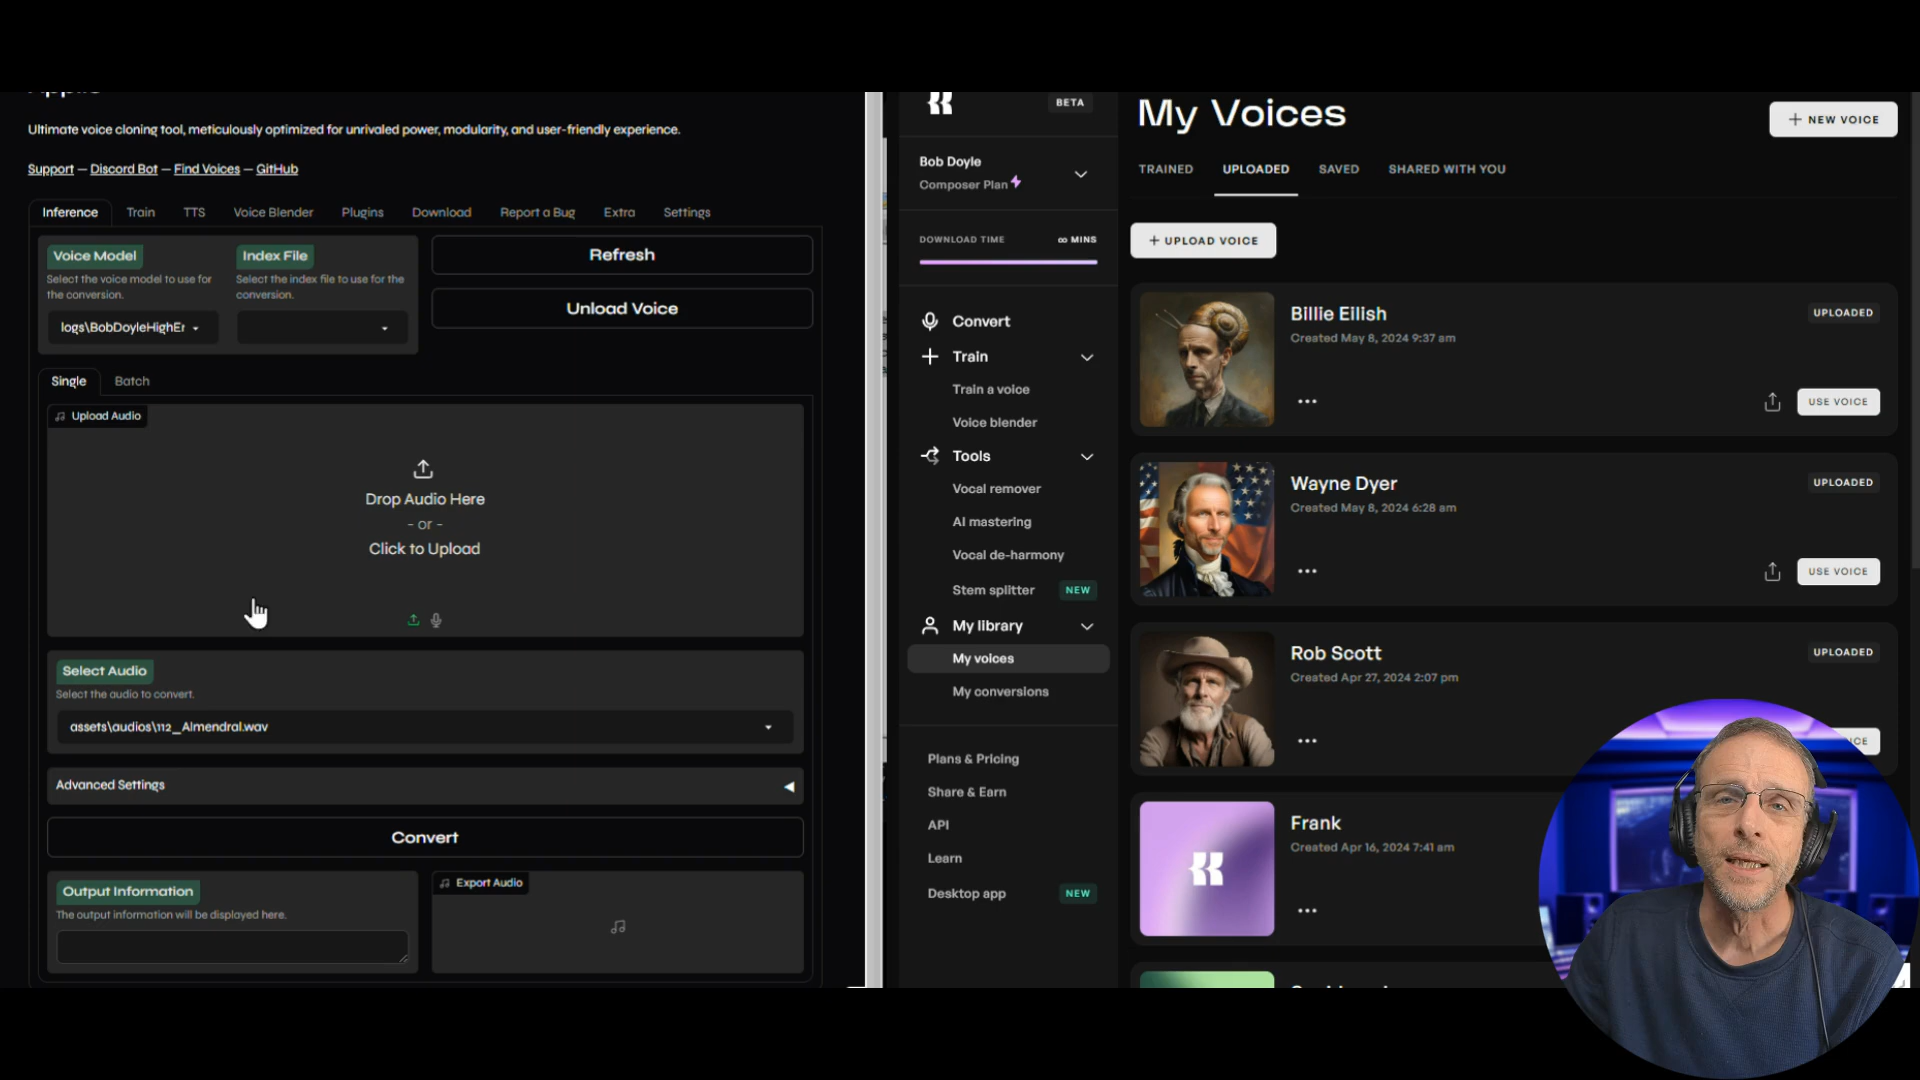 Ultimate voice cloning tool, meticulously optimized for unrivaled power, modularity, and user-friendly experience.
Support — Discord Bot — Find Voices — GitHub
Inference Train TTS Voice Blender Plugins Download Report a Bug Extra Settings
Voice Model
Select the voice model to use for
the conversion.
logs\BobDoyleHighEr
Index File
Select the index file to use for the
conversion.
Refresh
Unload Voice
Single Batch
Upload Audio
Drop Audio Here
- or -
Click to Upload
Select Audio
Select the audio to convert.
assets\audios\112_Almendral.wav
Advanced Settings
Convert
Output Information
The output information will be displayed here.
Export Audio
BETA
Bob Doyle
Composer Plan
DOWNLOAD TIME ∞ MINS
Convert
Train
Train a voice
Voice blender
Tools
Vocal remover
AI mastering
Vocal de-harmony
Stem splitter NEW
My library
My voices
My conversions
Plans & Pricing
Share & Earn
API
Learn
Desktop app NEW
My Voices
+ NEW VOICE
TRAINED UPLOADED SAVED SHARED WITH YOU
+ UPLOAD VOICE
Billie Eilish
Created May 8, 2024 9:37 am
UPLOADED
USE VOICE
Wayne Dyer
Created May 8, 2024 6:28 am
UPLOADED
USE VOICE
Rob Scott
Created Apr 27, 2024 2:07 pm
UPLOADED
Frank
Created Apr 16, 2024 7:41 am